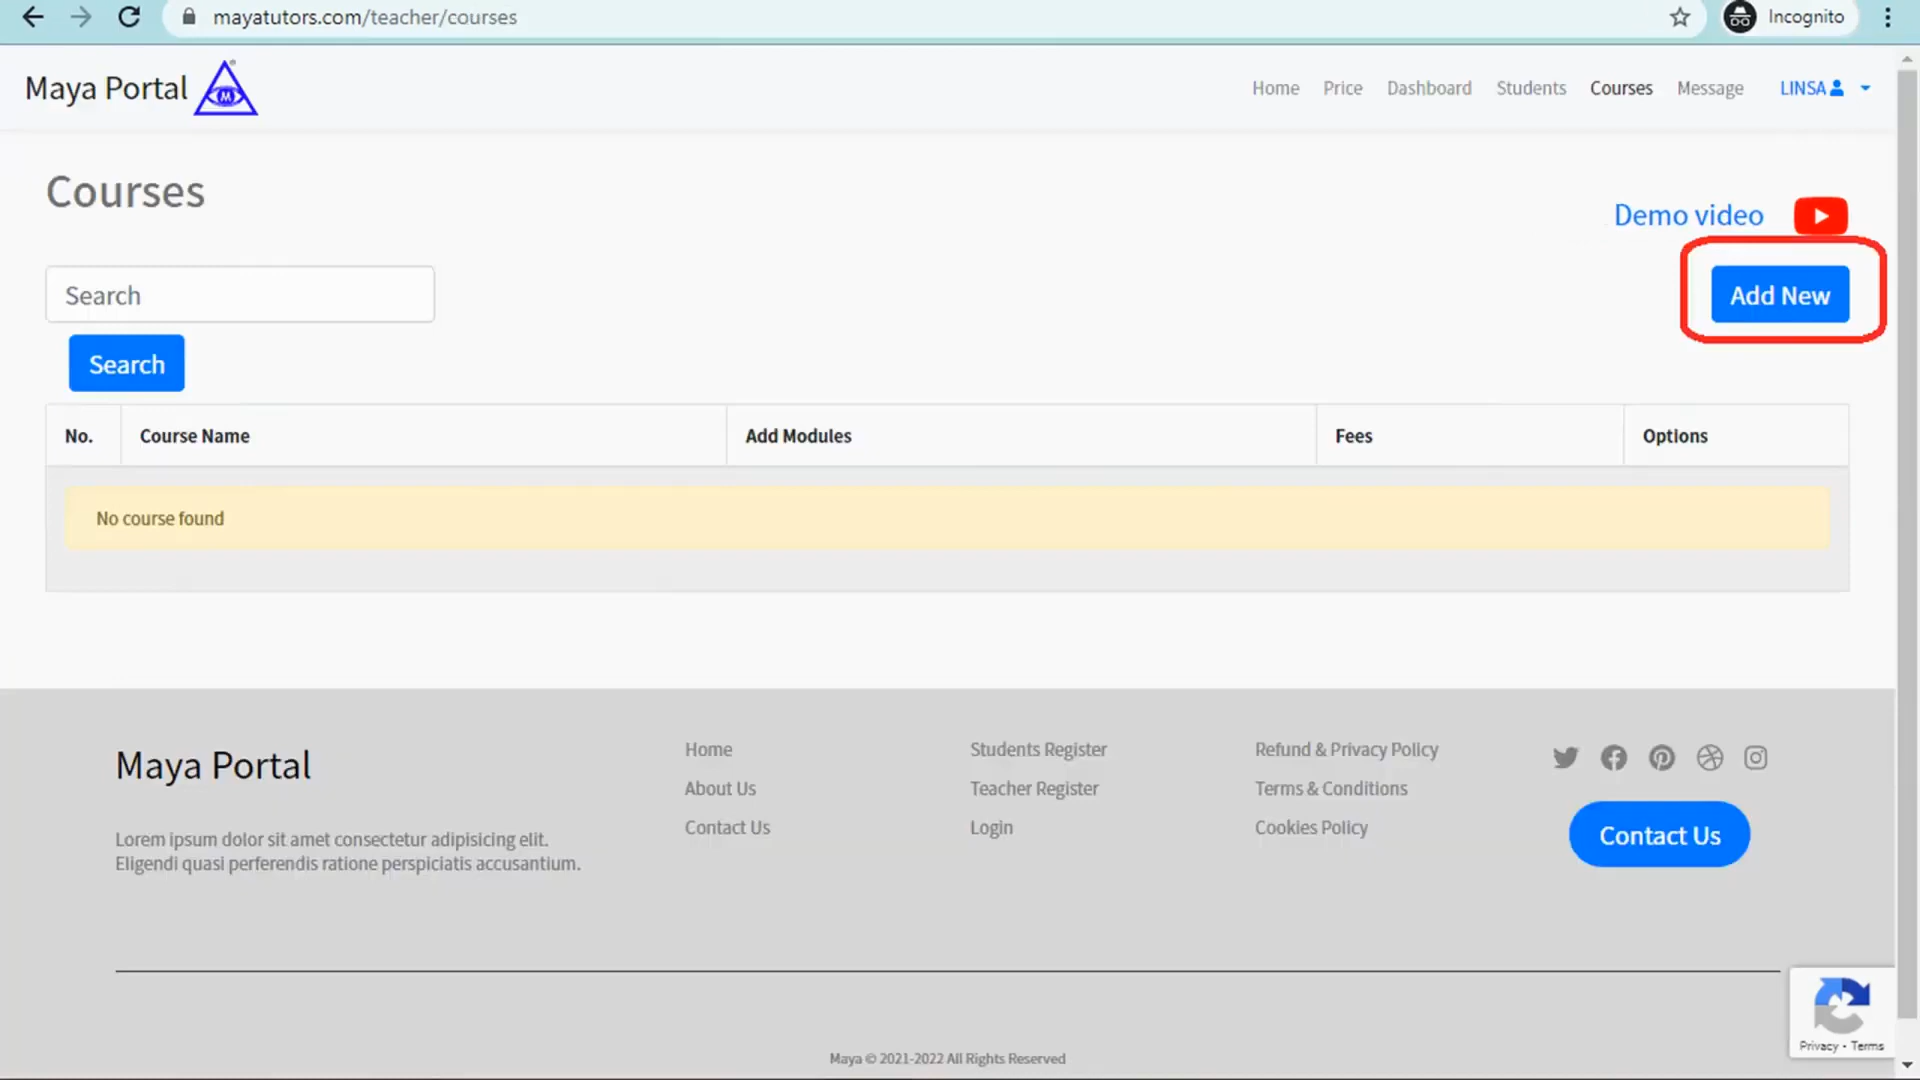 mayatutors.com/teacher/courses
Incognito
Maya Portal M
Home Price Dashboard Students Courses Message LINSA
Courses
Demo video
Search
Add New
Search
No. Course Name Add Modules Fees Options
No course found
Maya Portal
Lorem ipsum dolor sit amet consectetur adipisicing elit.
Eligendi quasi perferendis ratione perspiciatis accusantium.
Home
About Us
Contact Us
Students Register
Teacher Register
Login
Refund & Privacy Policy
Terms & Conditions
Cookies Policy
Contact Us
Privacy - Terms
Maya © 2021-2022 All Rights Reserved